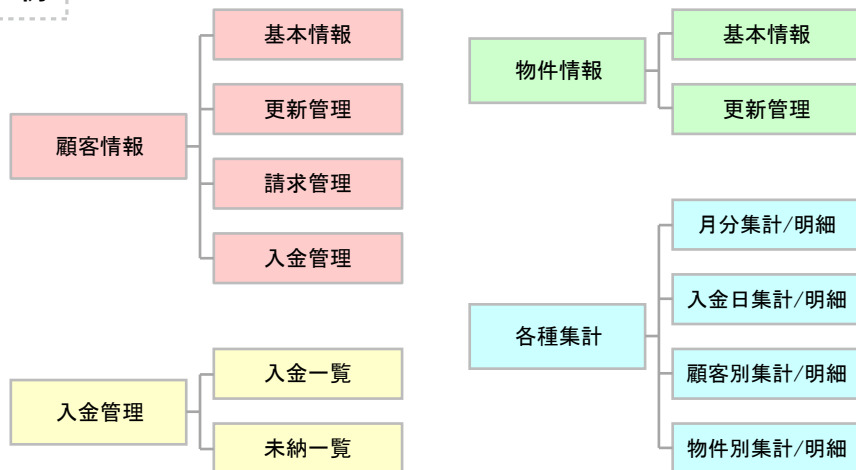 顧客情報
基本情報
更新管理
請求管理
入金管理
入金管理
入金一覧
未納一覧
物件情報
基本情報
更新管理
各種集計
月分集計/明細
入金日集計/明細
顧客別集計/明細
物件別集計/明細